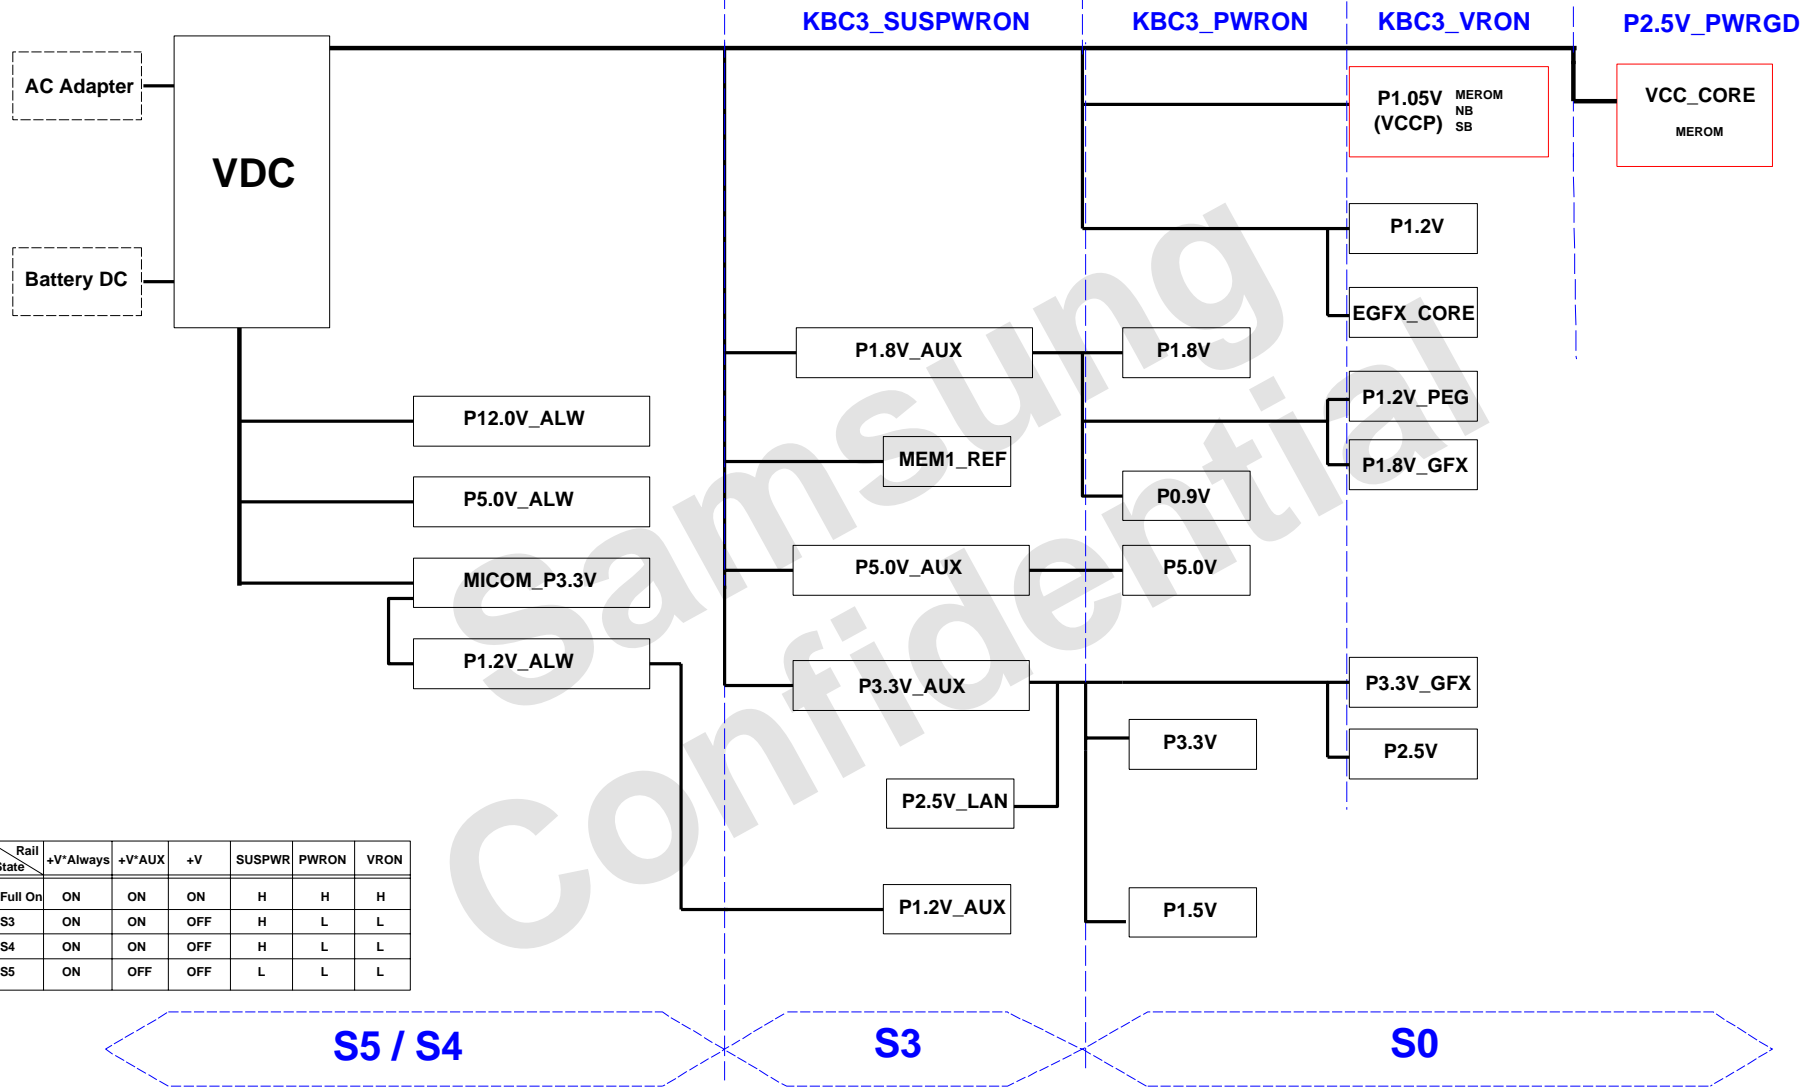 KBC3_SUSPWRON
KBC3_PWRON
KBC3_VRON
P2.5V_PWRGD
AC Adapter
VDC
Battery DC
P1.05V
(VCCP)
MEROM
NB
SB
VCC_CORE
MEROM
P1.2V
EGFX_CORE
P1.8V_AUX
P1.8V
P1.2V_PEG
P12.0V_ALW
MEM1_REF
P1.8V_GFX
P5.0V_ALW
P0.9V
MICOM_P3.3V
P5.0V_AUX
P5.0V
P1.2V_ALW
P3.3V_AUX
P3.3V_GFX
P3.3V
P2.5V
P2.5V_LAN
P1.2V_AUX
P1.5V
Samsung
Confidential
Rail
State +V*Always +V*AUX +V SUSPWR PWRON VRON
Full On ON ON ON H H H
S3 ON ON OFF H L L
S4 ON ON OFF H L L
S5 ON OFF OFF L L L
S5 / S4
S3
S0